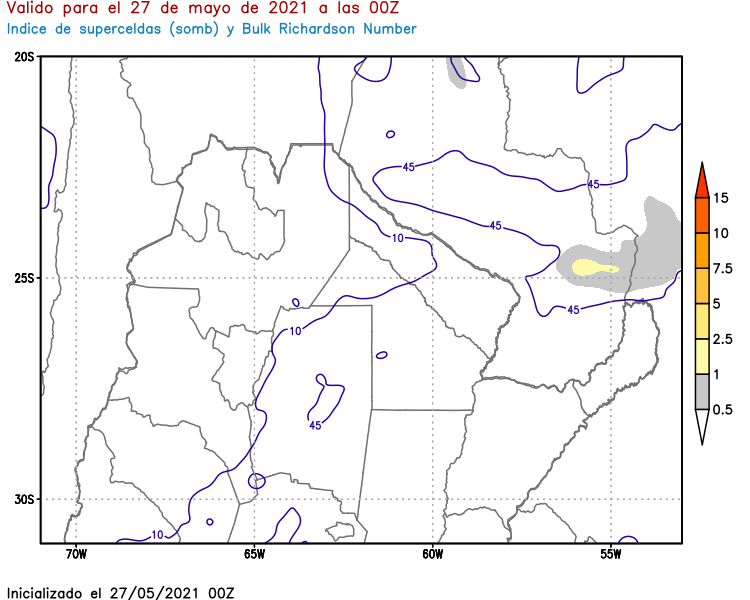 Valido para el 27 de mayo de 2021 a las 00Z
Indice de superceldas (somb) y Bulk Richardson Number
20S
45
45
15
45
10
10
7.5
25S
45
5
10
2.5
1
0.5
45
30S
10
70W 65W 60W 55W
Inicializado el 27/05/2021 00Z